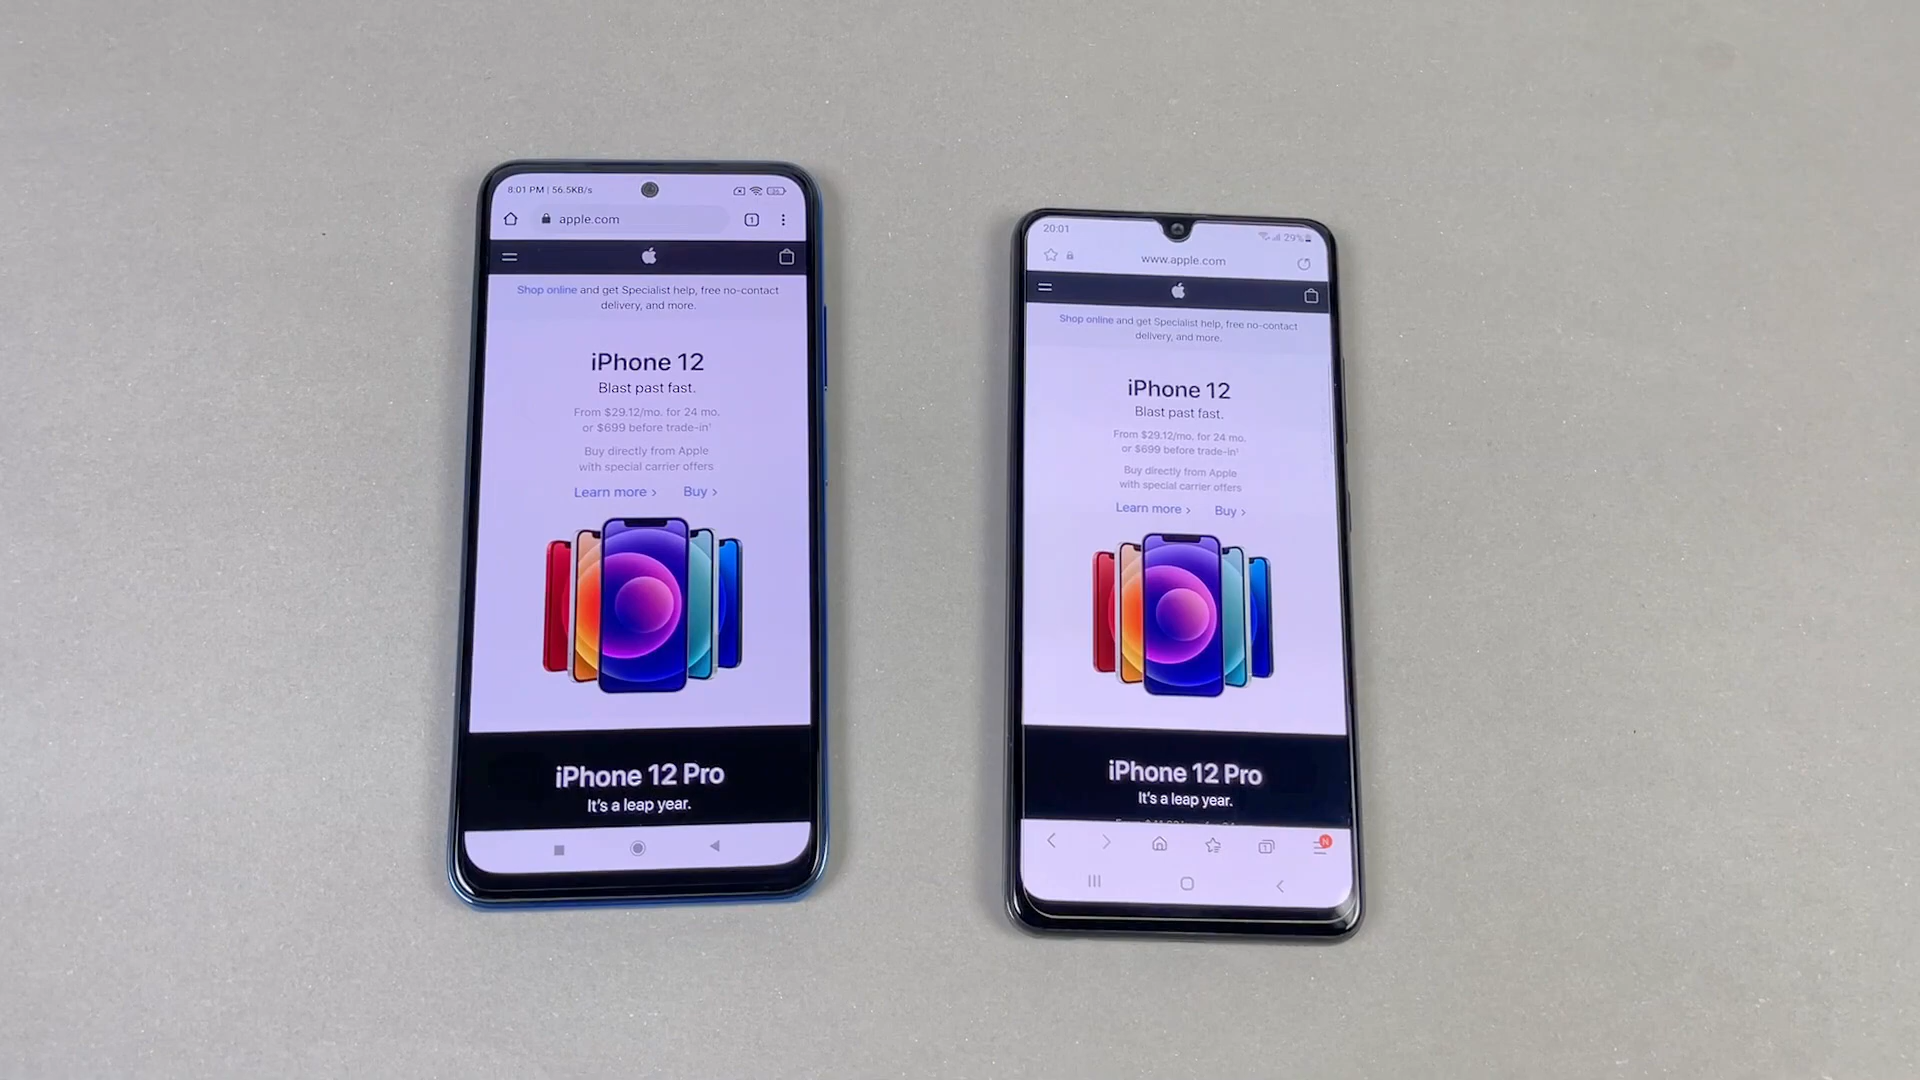 8:01 PM | 56.5KB/s
apple.com
1
Shop online and get Specialist help, free no-contact
delivery, and more.
iPhone 12
Blast past fast.
From $29.12/mo. for 24 mo.
or $699 before trade-in¹
Buy directly from Apple
with special carrier offers
Learn more > Buy >
iPhone 12 Pro
It's a leap year.
20:01
29%
www.apple.com
Shop online and get Specialist help, free no-contact
delivery, and more.
iPhone 12
Blast past fast.
From $29.12/mo. for 24 mo.
or $699 before trade-in¹
Buy directly from Apple
with special carrier offers
Learn more > Buy >
iPhone 12 Pro
It's a leap year.
1
N